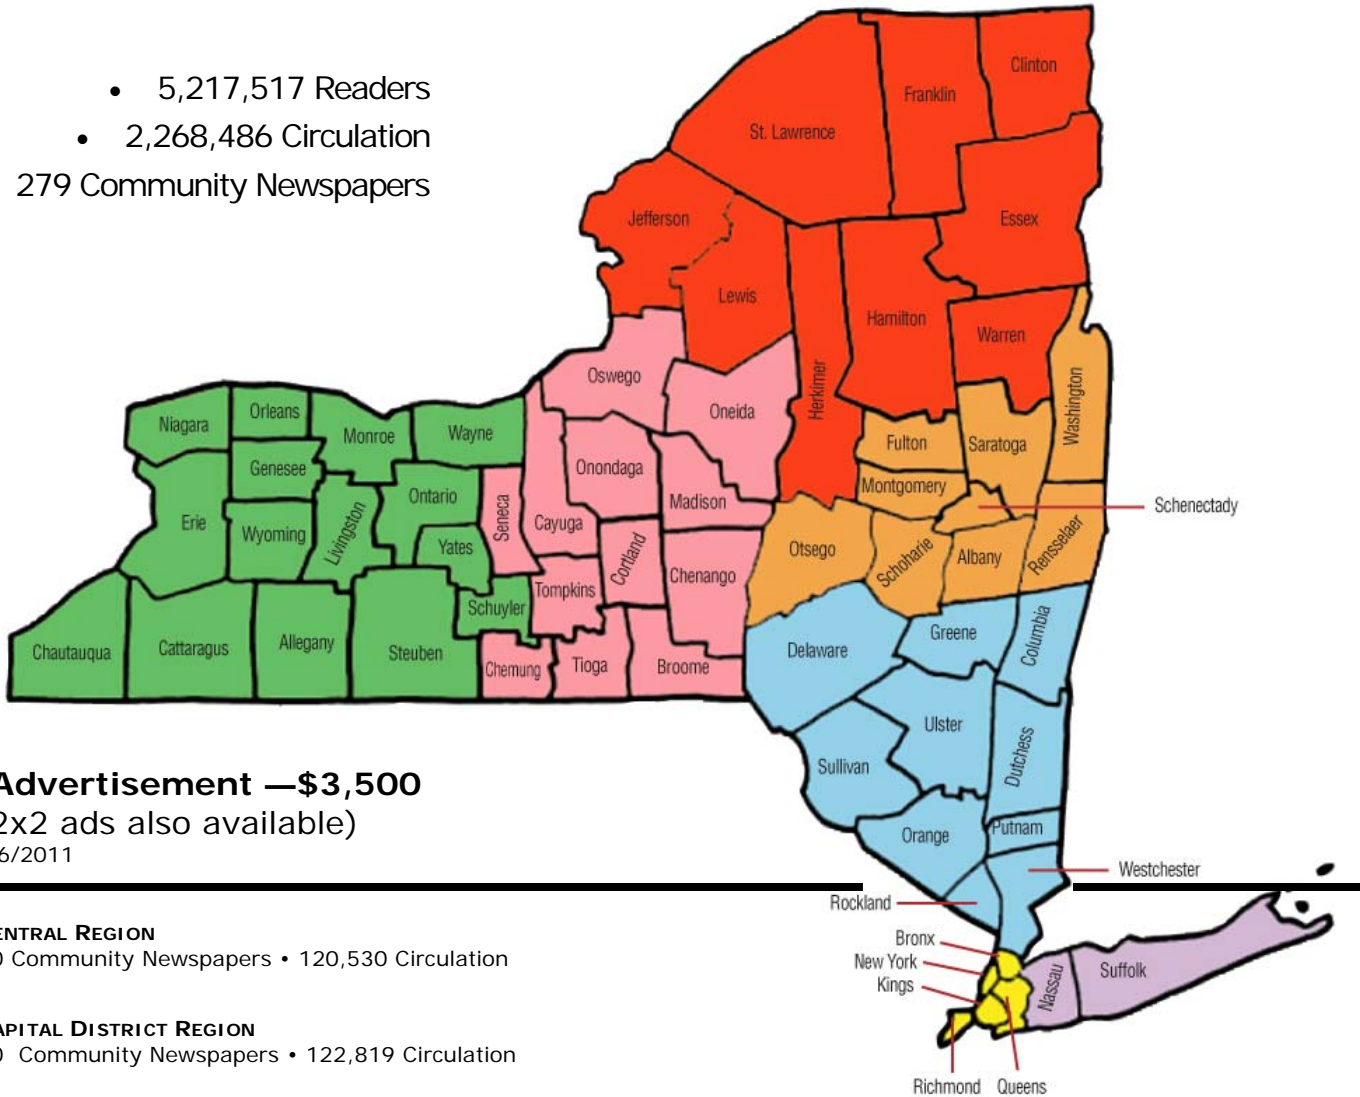 • 5,217,517 Readers
• 2,268,486 Circulation
279 Community Newspapers
Clinton
Franklin
St. Lawrence
Jefferson
Essex
Lewis
Hamilton
Warren
Herkimer
Washington
Oswego
Oneida
Niagara
Orleans
Monroe
Wayne
Fulton
Saratoga
Genesee
Onondaga
Montgomery
Ontario
Madison
Schenectady
Erie
Wyoming
Livingston
Seneca
Cayuga
Yates
Cortland
Otsego
Schoharie
Albany
Rensselaer
Chenango
Tompkins
Schuyler
Chautauqua
Cattaragus
Allegany
Steuben
Chemung
Tioga
Broome
Delaware
Greene
Columbia
Ulster
Sullivan
Dutchess
Orange
Putnam
Advertisement —$3,500
2x2 ads also available)
6/2011
Westchester
Rockland
ENTRAL REGION
0 Community Newspapers • 120,530 Circulation
Bronx
New York
Kings
Nassau
Suffolk
APITAL DISTRICT REGION
0 Community Newspapers • 122,819 Circulation
Richmond
Queens